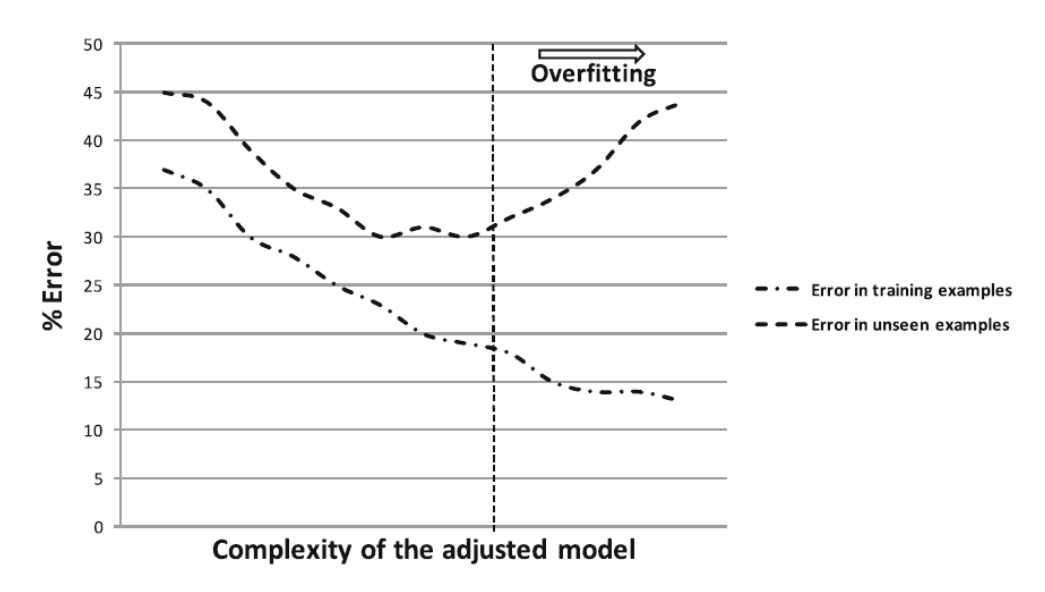 50
Overfitting
45
40
35
30
25
20
15
10
5
0
% Error
Complexity of the adjusted model
Error in training examples
Error in unseen examples